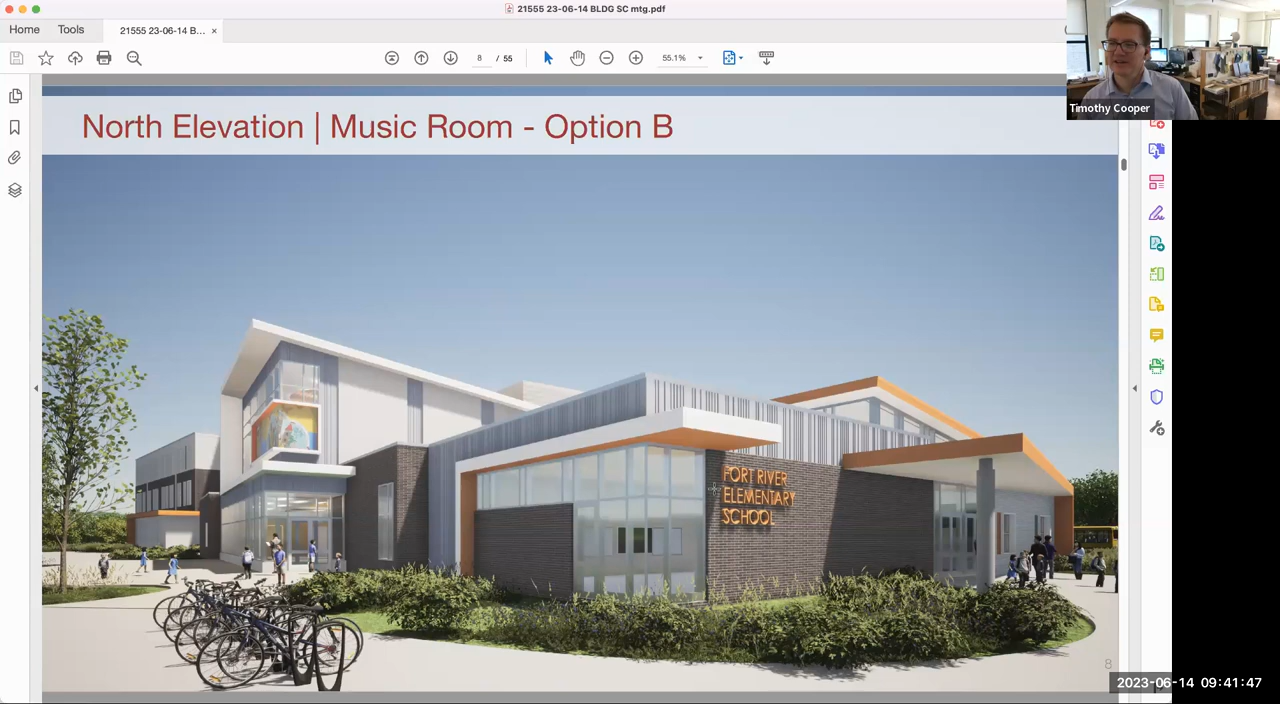 21555 23-06-14 BLDG SC mtg.pdf
Home
Tools
21555 23-06-14 B...
8 / 55
55.1%
Timothy Cooper
North Elevation | Music Room - Option B
FORT RIVER
ELEMENTARY
SCHOOL
8
2023-06-14 09:41:47